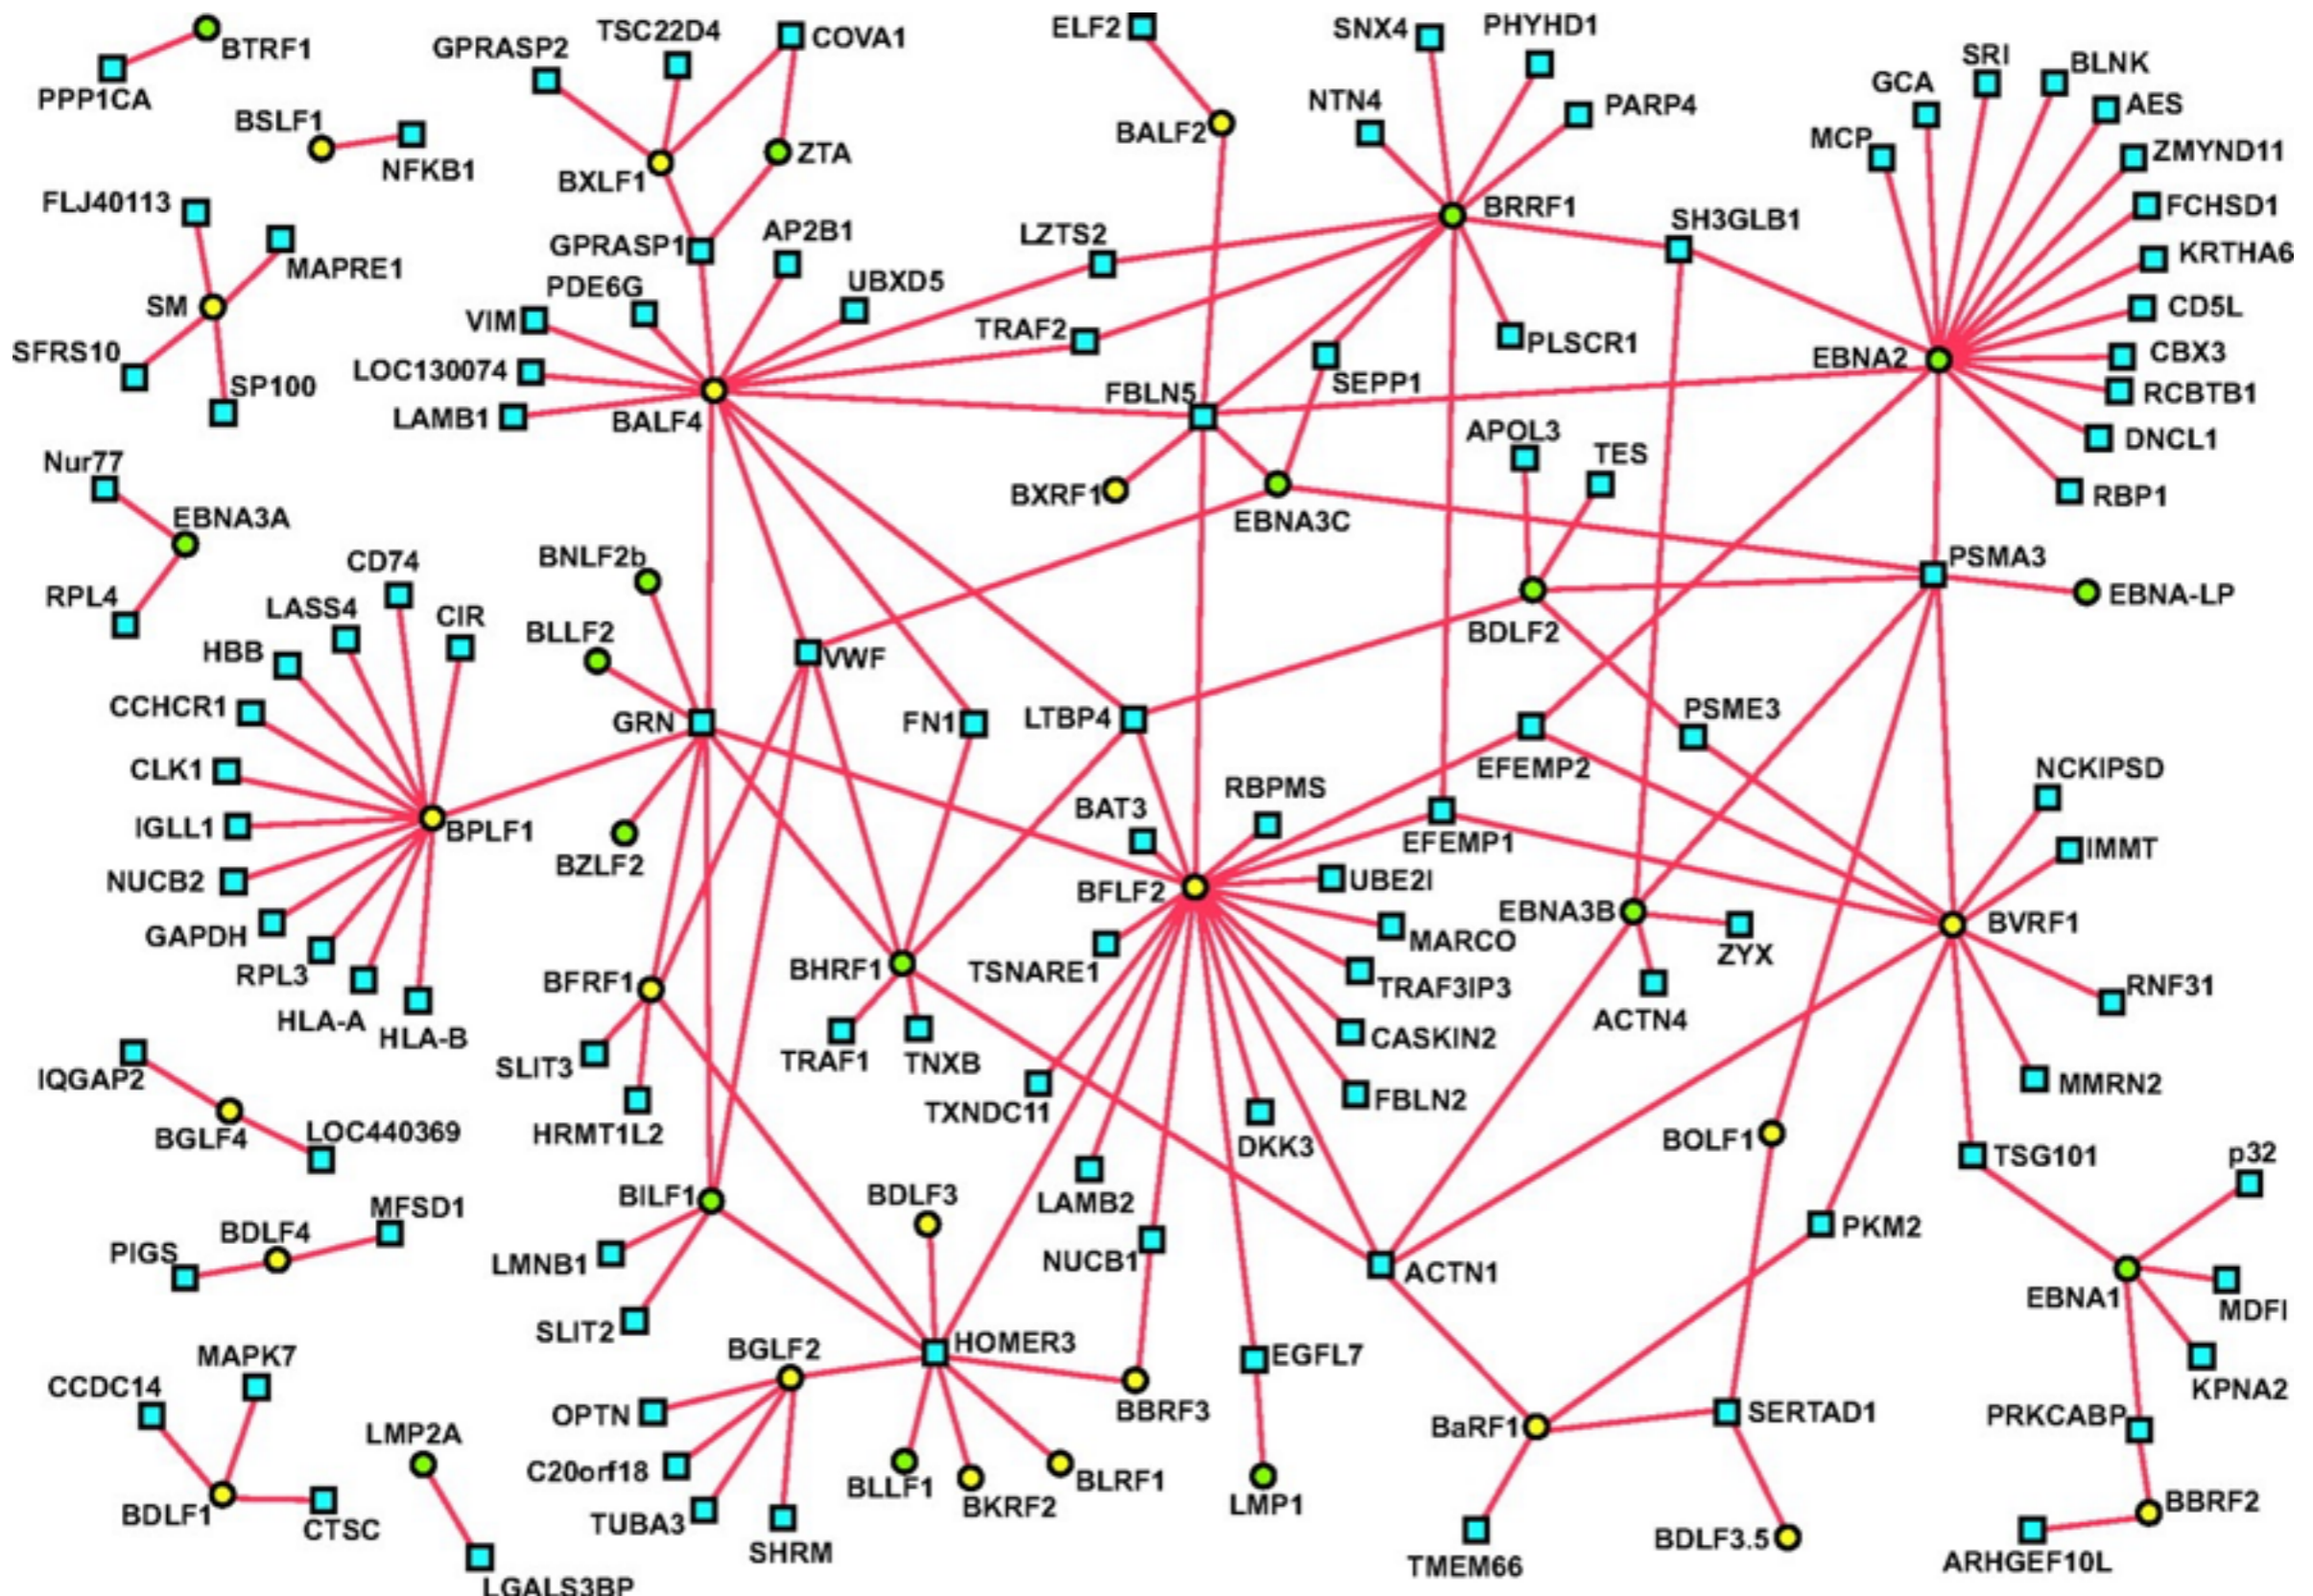 BTRF1
PPP1CA
BSLF1
NFKB1
GPRASP2
TSC22D4
COVA1
BXLF1
ZTA
ELF2
BALF2
SNX4
PHYHD1
NTN4
PARP4
BRRF1
SH3GLB1
GCA
SRI
BLNK
AES
MCP
ZMYND11
FCHSD1
KRTHA6
CD5L
CBX3
RCBTB1
DNCL1
RBP1
EBNA2
FLJ40113
MAPRE1
SM
SFRS10
SP100
GPRASP1
AP2B1
PDE6G
UBXD5
VIM
LOC130074
LAMB1
BALF4
LZTS2
TRAF2
FBLN5
SEPP1
PLSCR1
BXRF1
EBNA3C
APOL3
TES
PSMA3
EBNA-LP
BDLF2
Nur77
EBNA3A
RPL4
CD74
LASS4
CIR
HBB
CCHCR1
CLK1
IGLL1
NUCB2
GAPDH
RPL3
HLA-A
HLA-B
BPLF1
BNLF2b
BLLF2
GRN
VWF
FN1
LTBP4
BZLF2
EFEMP2
PSME3
BAT3
RBPMS
EFEMP1
BFLF2
UBE2I
MARCO
TRAF3IP3
CASKIN2
FBLN2
TSNARE1
TXNDC11
DKK3
LAMB2
NUCB1
EBNA3B
ZYX
ACTN4
NCKIPSD
IMMT
BVRF1
RNF31
MMRN2
BFRF1
BHRF1
SLIT3
HRMT1L2
TRAF1
TNXB
IQGAP2
BGLF4
LOC440369
BOLF1
TSG101
p32
PKM2
EBNA1
MDFI
KPNA2
MFSD1
BDLF4
PIGS
BILF1
LMNB1
SLIT2
BDLF3
HOMER3
BGLF2
OPTN
C20orf18
TUBA3
SHRM
BLLF1
BKRF2
BLRF1
BBRF3
EGFL7
LMP1
ACTN1
BaRF1
SERTAD1
TMEM66
BDLF3.5
PRKCABP
BBRF2
ARHGEF10L
MAPK7
CCDC14
BDLF1
CTSC
LMP2A
LGALS3BP